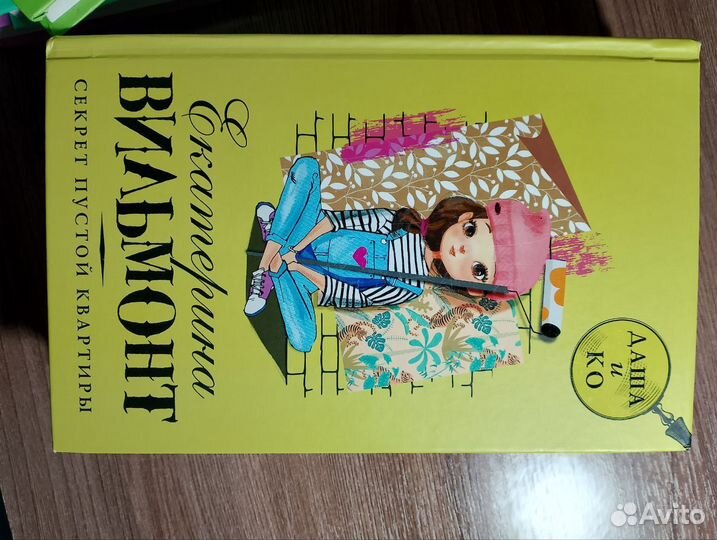 ДАША
и
КО
Екатерина
ВИЛЬМОНТ
СЕКРЕТ ПУСТОЙ КВАРТИРЫ
Avito